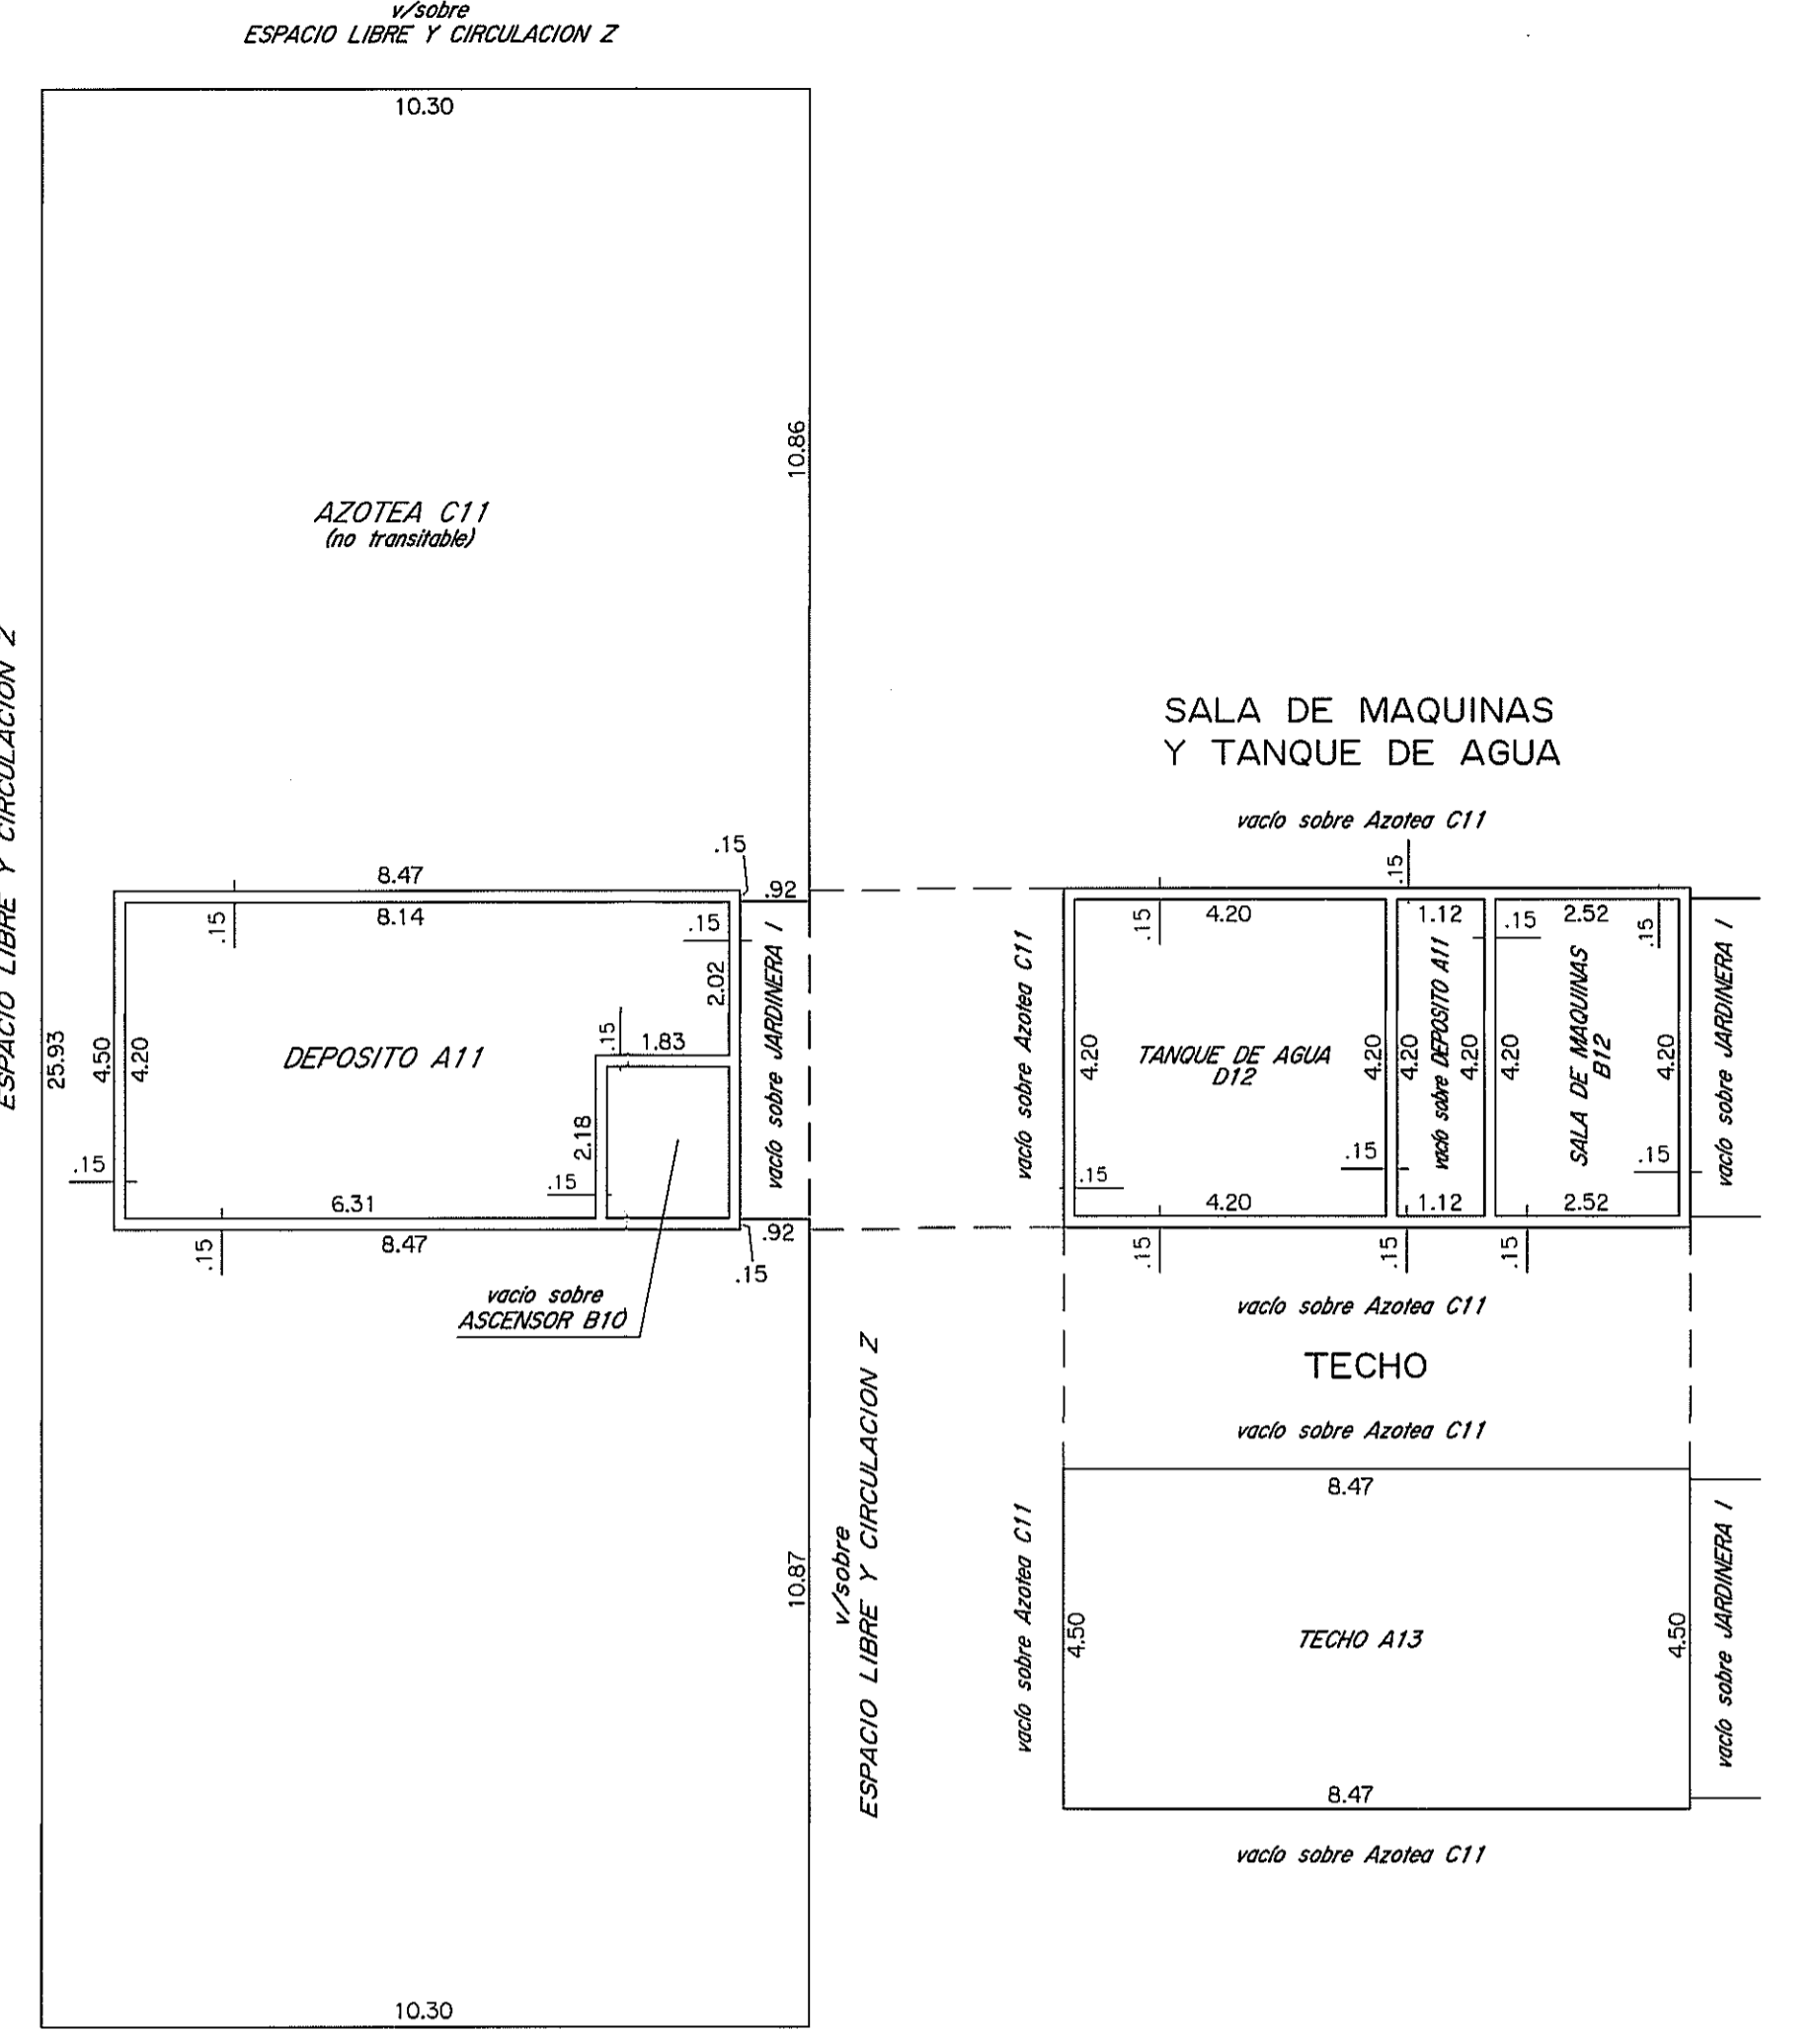 v/sobre
ESPACIO LIBRE Y CIRCULACION Z
10.30
10.86
AZOTEA C11
(no transitable)
ESPACIO LIBRE Y CIRCULACION Z
25.93
.15
8.47
.92
8.14
.15
.15
2.02
vacío sobre JARDINERA I
4.50
4.20
DEPOSITO A11
.15
1.83
2.18
.15
.15
6.31
8.47
.15
.92
.15
vacio sobre
ASCENSOR B10
v/sobre
ESPACIO LIBRE Y CIRCULACION Z
10.87
10.30
SALA DE MAQUINAS
Y TANQUE DE AGUA
vacío sobre Azotea C11
.15
vacío sobre Azotea C11
.15
4.20
1.12
.15
2.52
.15
4.20
TANQUE DE AGUA
D12
4.20
4.20
vacío sobre DEPOSITO A11
4.20
4.20
SALA DE MAQUINAS
B12
4.20
vacío sobre JARDINERA I
.15
.15
.15
4.20
1.12
2.52
.15
.15
.15
vacío sobre Azotea C11
TECHO
vacío sobre Azotea C11
8.47
vacío sobre Azotea C11
4.50
TECHO A13
4.50
vacío sobre JARDINERA I
8.47
vacío sobre Azotea C11